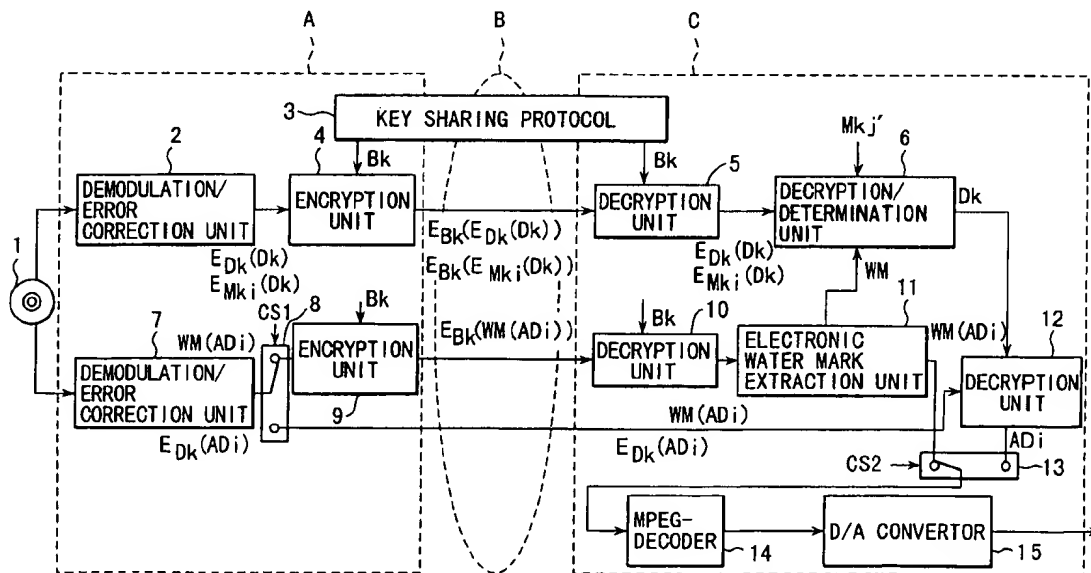 A
B
C
3
KEY SHARING PROTOCOL
2
4
Bk
Bk
5
Mkj'
6
DEMODULATION/
ERROR
CORRECTION UNIT
ENCRYPTION
UNIT
DECRYPTION
UNIT
DECRYPTION/
DETERMINATION
UNIT
Dk
1
EDk(Dk)
EMki(Dk)
EBk(EDk(Dk))
EBk(EMki(Dk))
EDk(Dk)
EMki(Dk)
WM
7
CS1
8
Bk
Bk
10
11
WM(ADi)
EBk(WM(ADi))
WM(ADi)
12
DEMODULATION/
ERROR
CORRECTION UNIT
ENCRYPTION
UNIT
DECRYPTION
UNIT
ELECTRONIC
WATER MARK
EXTRACTION UNIT
DECRYPTION
UNIT
9
WM(ADi)
EDk(ADi)
EDk(ADi)
ADi
CS2
13
MPEG-
DECODER
14
D/A CONVERTOR
15